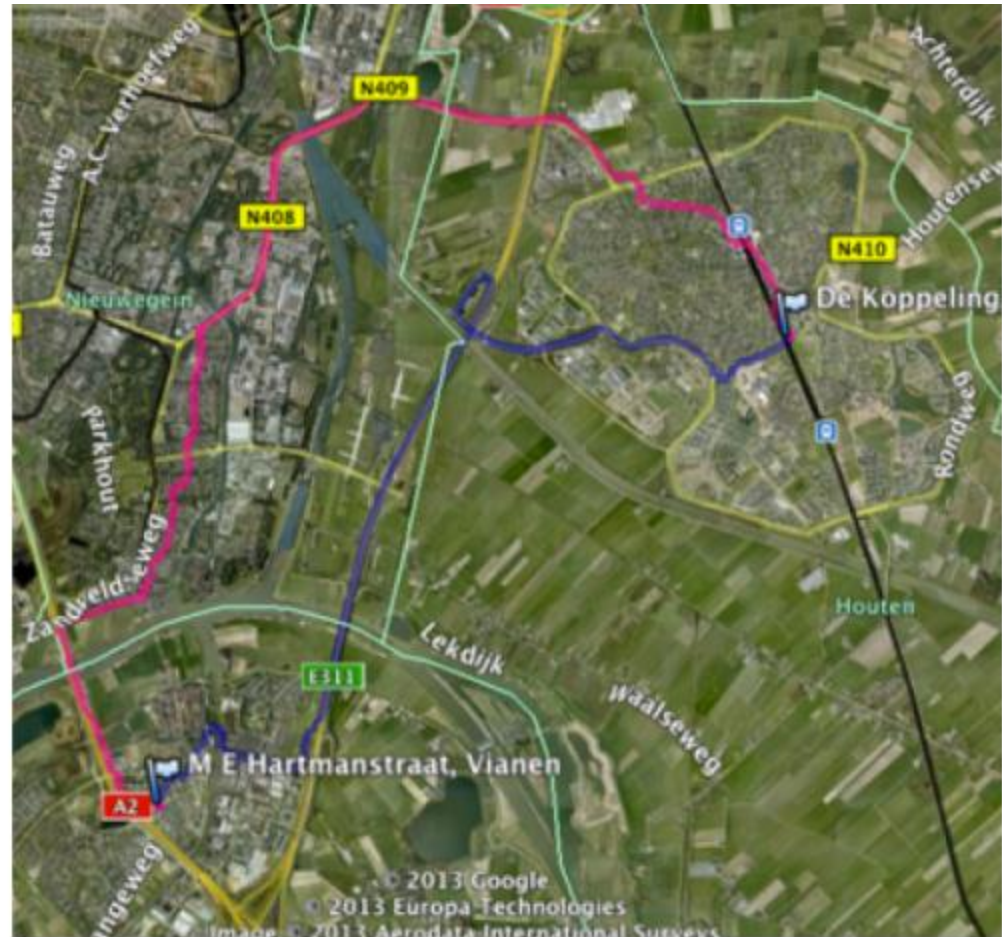 Achterdijk
A.C. Verhoefweg
N409
Batauweg
N408
Houtensew
N410
Nieuwegein
De Koppeling
Parkhout
Rondweg
Zandveldseweg
Houten
Lekdijk
E311
Waalseweg
M E Hartmanstraat, Vianen
A2
angeweg
© 2013 Google
© 2013 Europa Technologies
Image © 2013 Aerodata International Surveys